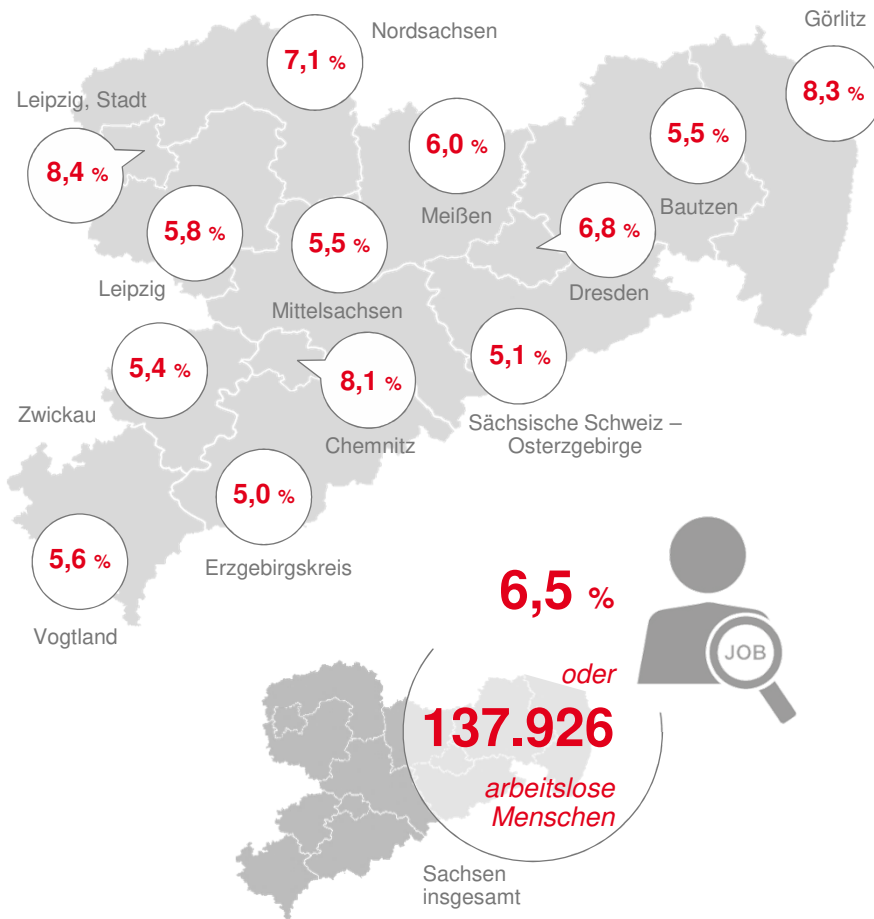 Görlitz
Nordsachsen
7,1 %
8,3 %
Leipzig, Stadt
6,0 %
5,5 %
8,4 %
Meißen
Bautzen
5,8 %
5,5 %
6,8 %
Leipzig
Mittelsachsen
Dresden
5,4 %
8,1 %
5,1 %
Zwickau
Chemnitz
Sächsische Schweiz –
Osterzgebirge
5,0 %
5,6 %
Erzgebirgskreis
Vogtland
6,5 %
JOB
oder
137.926
arbeitslose
Menschen
Sachsen
insgesamt